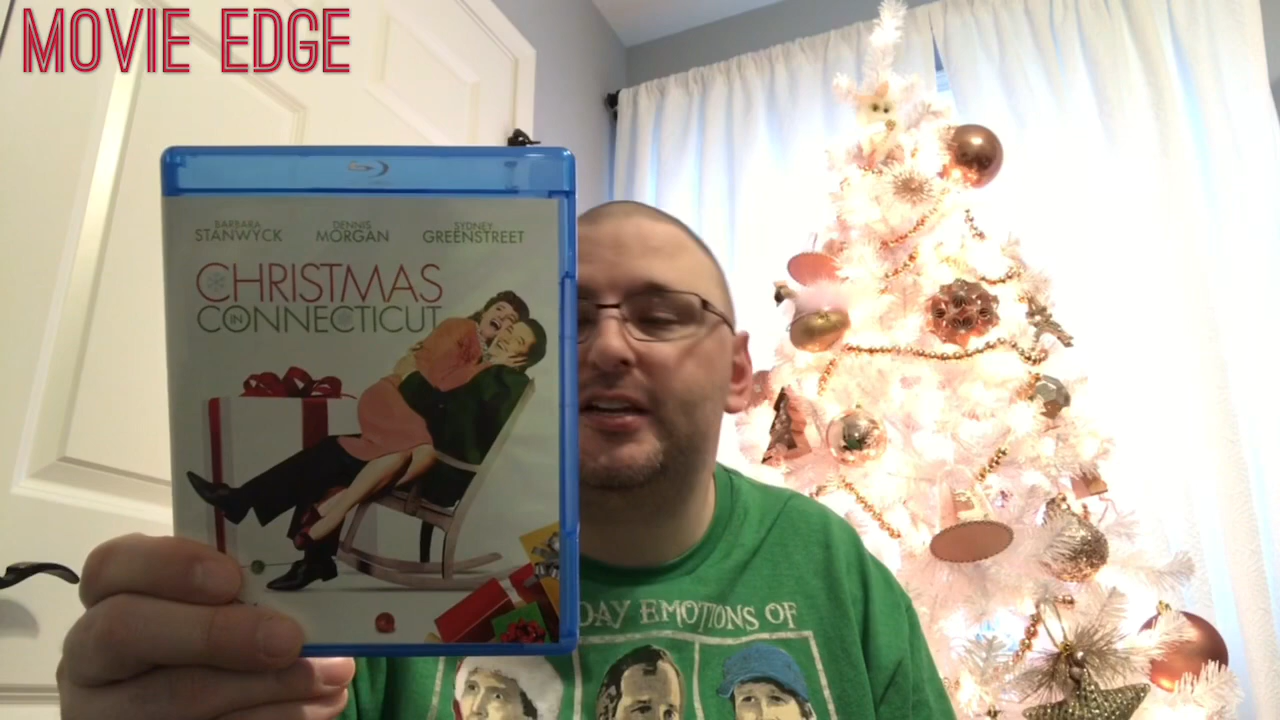 MOVIE EDGE
BARBARA STANWYCK
DENNIS MORGAN
SYDNEY GREENSTREET
CHRISTMAS
IN
CONNECTICUT
DAY EMOTIONS OF